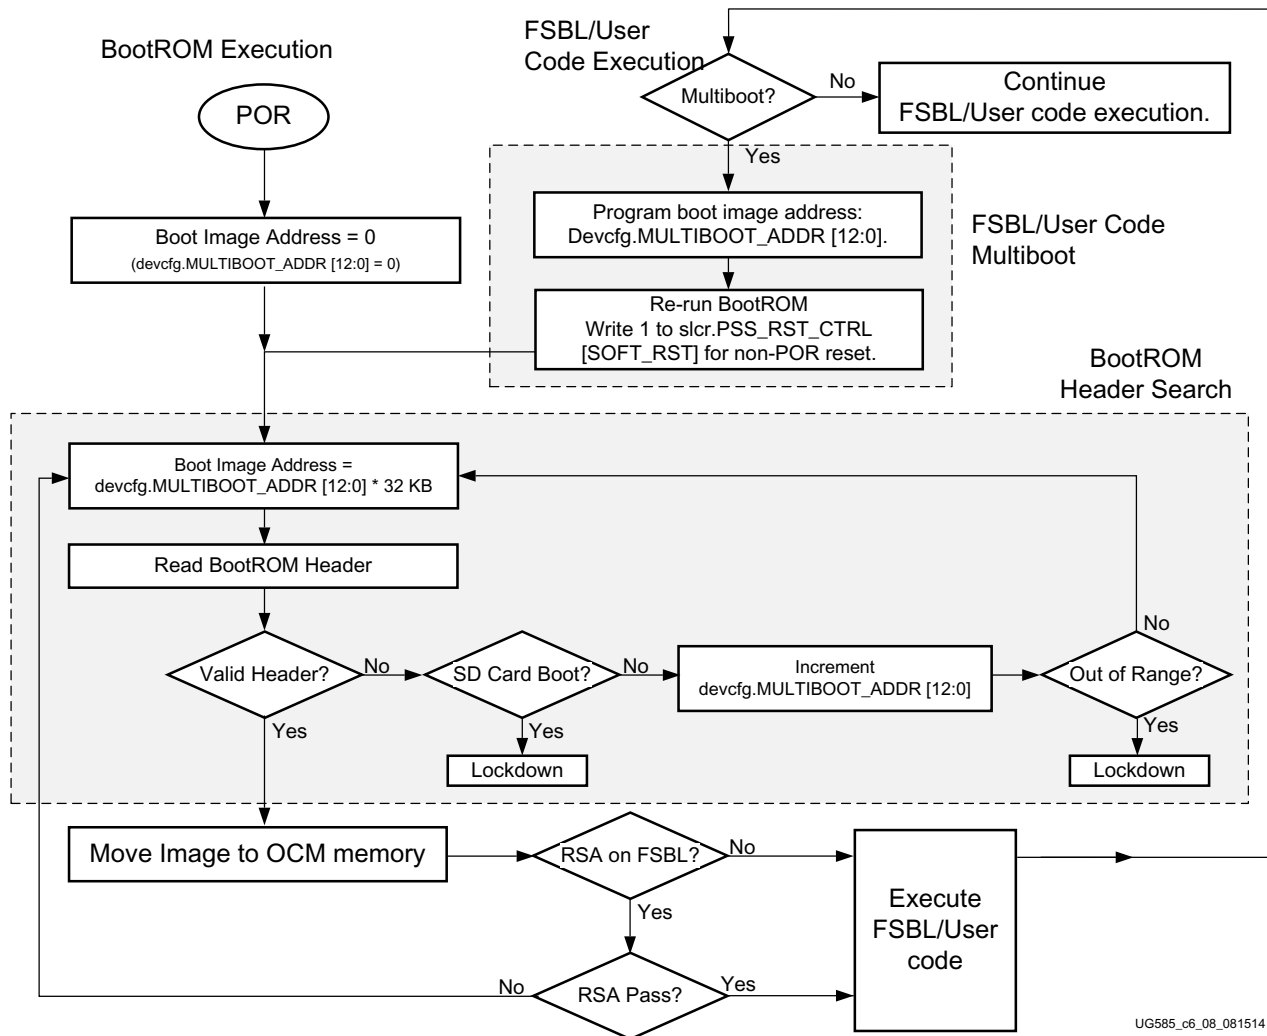 BootROM Execution
POR
Boot Image Address = 0
(devcfg.MULTIBOOT_ADDR [12:0] = 0)
FSBL/User
Code Execution
Multiboot?
No
Continue
FSBL/User code execution.
Yes
Program boot image address:
Devcfg.MULTIBOOT_ADDR [12:0].
Re-run BootROM
Write 1 to slcr.PSS_RST_CTRL
[SOFT_RST] for non-POR reset.
FSBL/User Code
Multiboot
BootROM
Header Search
Boot Image Address =
devcfg.MULTIBOOT_ADDR [12:0] * 32 KB
Read BootROM Header
Valid Header?
No
SD Card Boot?
No
Increment
devcfg.MULTIBOOT_ADDR [12:0]
Out of Range?
No
Yes
Yes
Lockdown
Yes
Lockdown
Move Image to OCM memory
RSA on FSBL?
No
Yes
RSA Pass?
No
Yes
Execute
FSBL/User
code
UG585_c6_08_081514